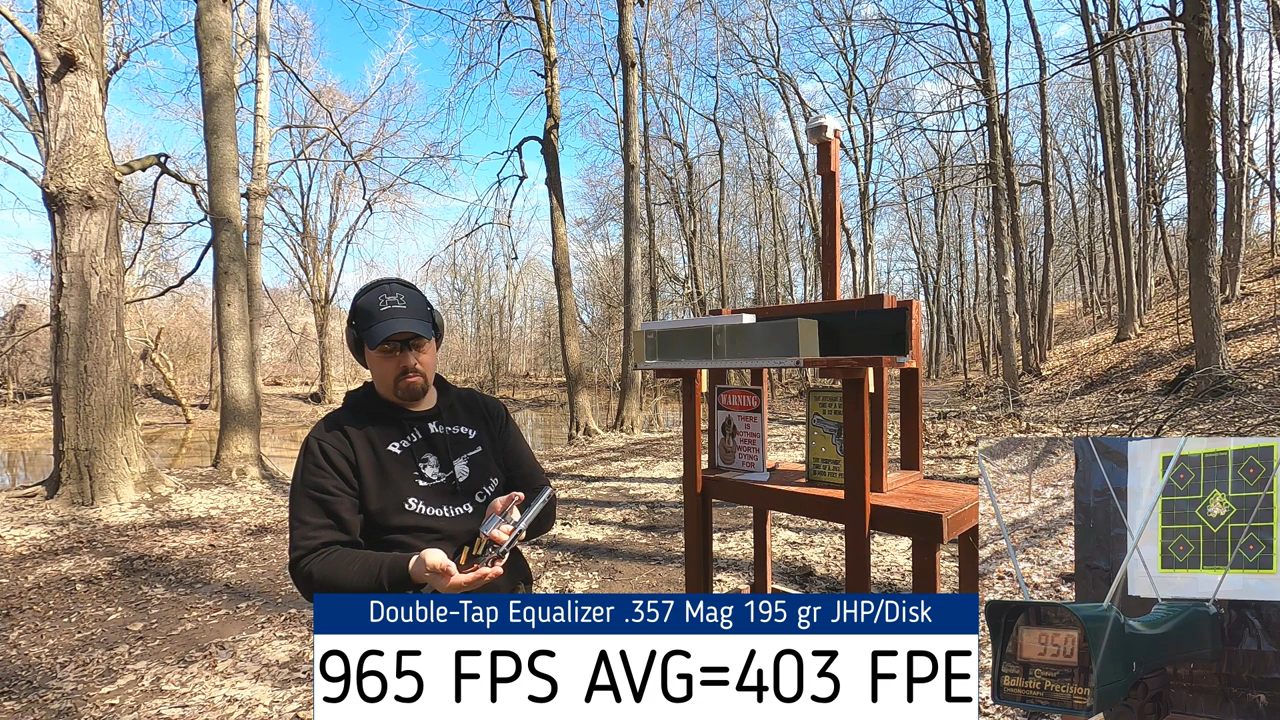 Paul Kersey
Shooting Club
WARNING
THERE
IS
NOTHING
HERE
WORTH
DYING
FOR
Double-Tap Equalizer .357 Mag 195 gr JHP/Disk
965 FPS AVG=403 FPE
950
Ballistic Precision
CHRONOGRAPH